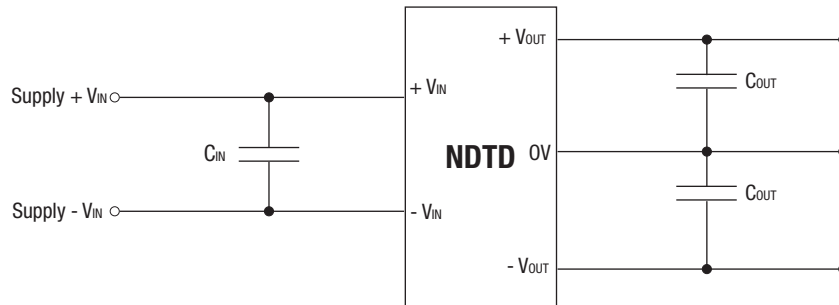 + VOUT
Supply + VIN
+ VIN
COUT
CIN
NDTD
0V
COUT
Supply - VIN
- VIN
- VOUT